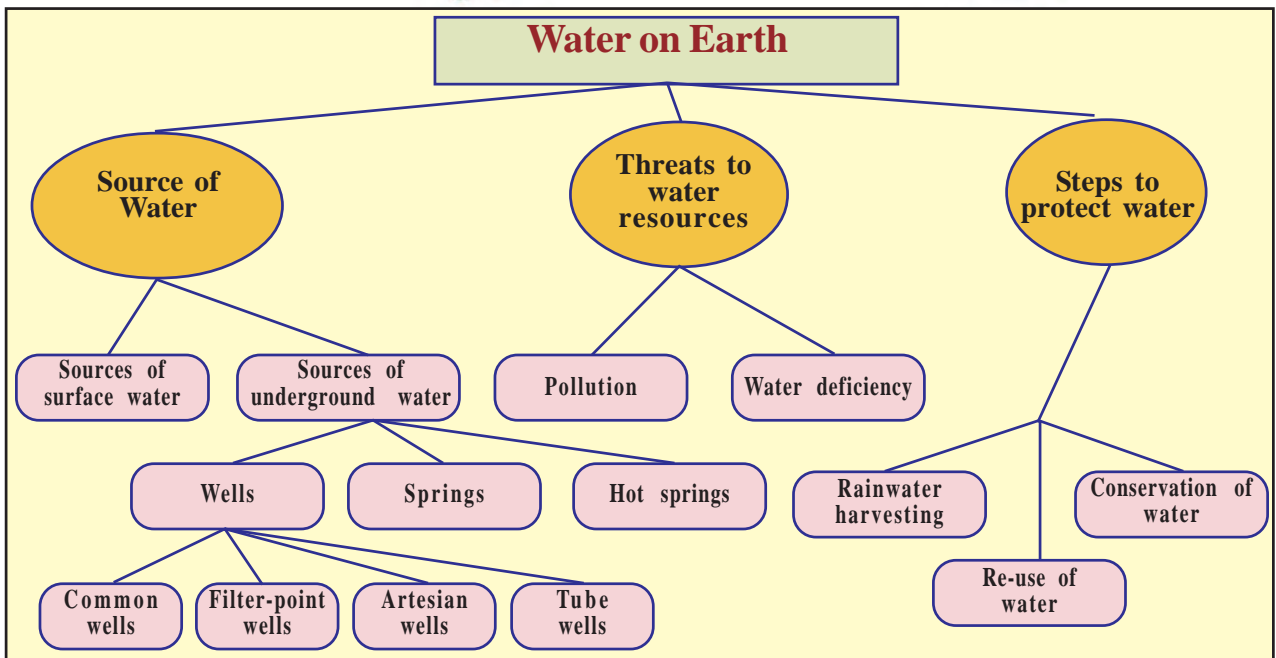 Water on Earth
Source of
Water
Threats to
water
resources
Steps to
protect water
Sources of
surface water
Sources of
underground water
Pollution
Water deficiency
Wells
Springs
Hot springs
Rainwater
harvesting
Conservation of
water
Re-use of
water
Common
wells
Filter-point
wells
Artesian
wells
Tube
wells